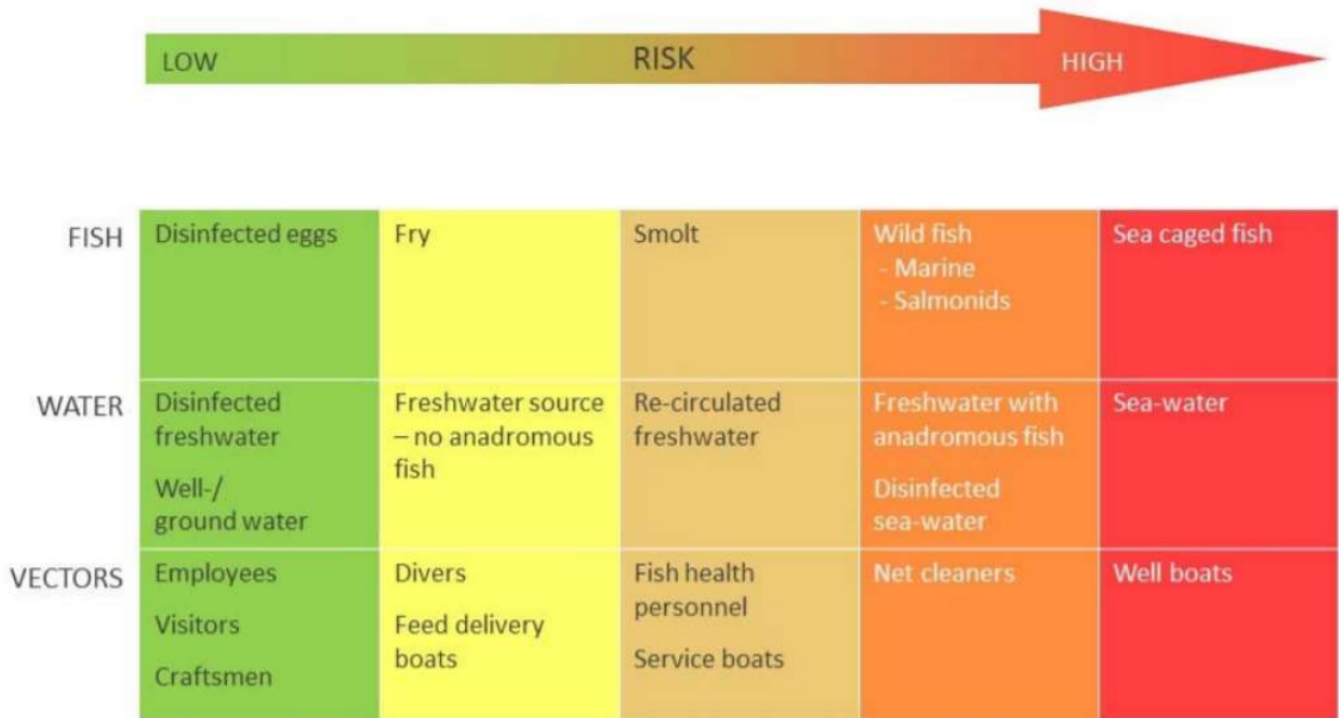 LOW RISK HIGH
FISH
Disinfected eggs
Fry
Smolt
Wild fish
- Marine
- Salmonids
Sea caged fish
WATER
Disinfected
freshwater
Well-/
ground water
Freshwater source
– no anadromous
fish
Re-circulated
freshwater
Freshwater with
anadromous fish
Disinfected
sea-water
Sea-water
VECTORS
Employees
Visitors
Craftsmen
Divers
Feed delivery
boats
Fish health
personnel
Service boats
Net cleaners
Well boats